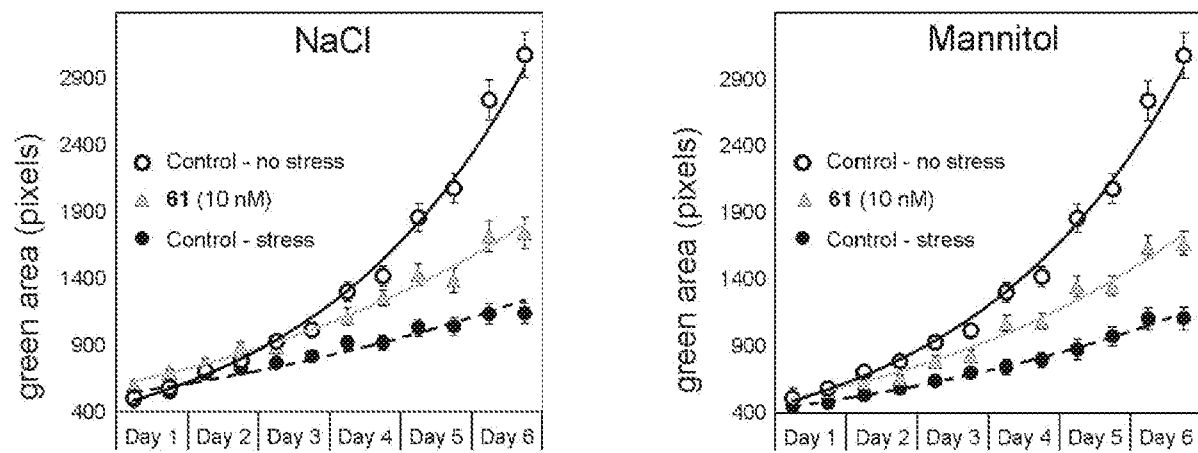 NaCl
green area (pixels)
2900
2400
1900
1400
900
400
Control - no stress
61 (10 nM)
Control - stress
Day 1 Day 2 Day 3 Day 4 Day 5 Day 6
Mannitol
green area (pixels)
2900
2400
1900
1400
900
400
Control - no stress
61 (10 nM)
Control - stress
Day 1 Day 2 Day 3 Day 4 Day 5 Day 6